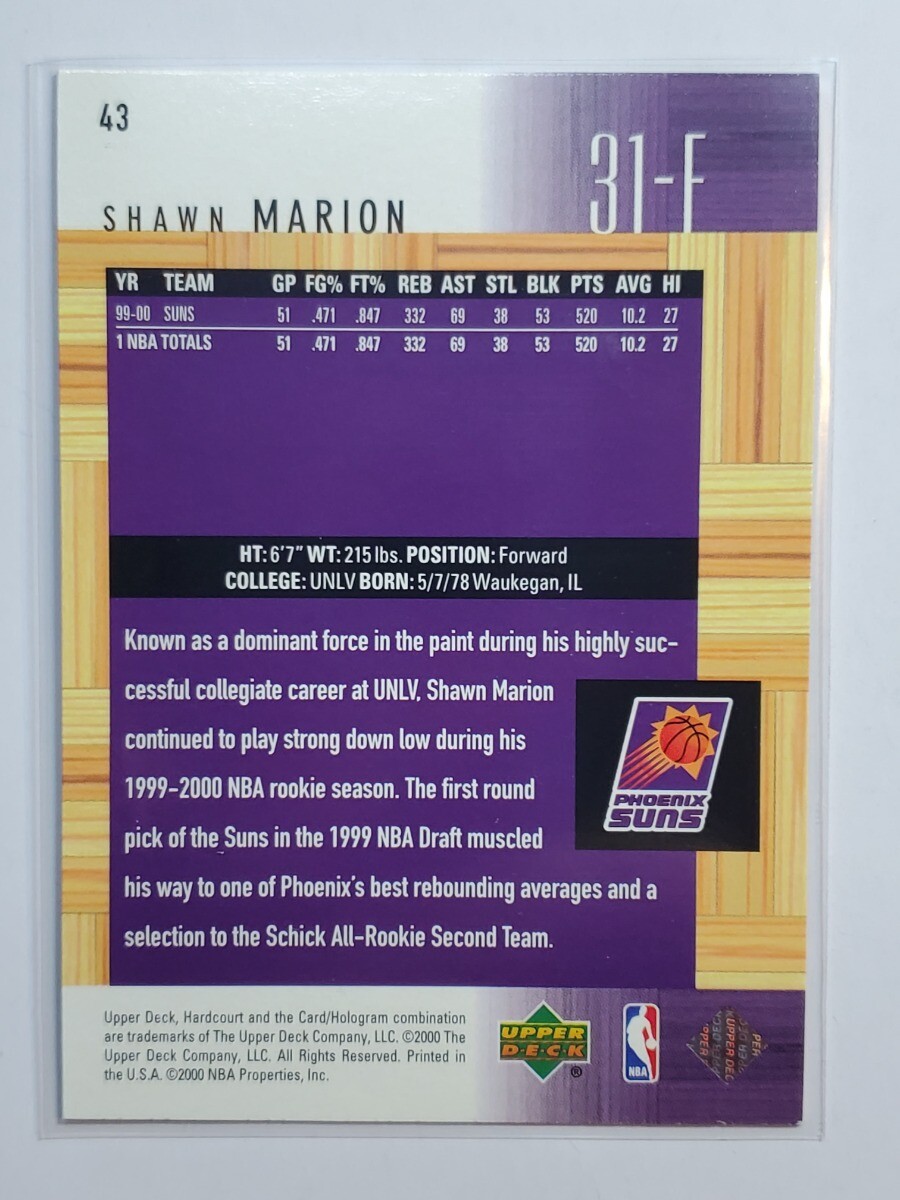 43
31-F
SHAWN MARION
YR TEAM GP FG% FT% REB AST STL BLK PTS AVG HI
99-00 SUNS 51 .471 .847 332 69 38 53 520 10.2 27
1 NBA TOTALS 51 .471 .847 332 69 38 53 520 10.2 27
HT: 6'7" WT: 215 lbs. POSITION: Forward
COLLEGE: UNLV BORN: 5/7/78 Waukegan, IL
Known as a dominant force in the paint during his highly suc-
cessful collegiate career at UNLV, Shawn Marion
continued to play strong down low during his
1999-2000 NBA rookie season. The first round
pick of the Suns in the 1999 NBA Draft muscled
his way to one of Phoenix's best rebounding averages and a
selection to the Schick All-Rookie Second Team.
PHOENIX
SUNS
Upper Deck, Hardcourt and the Card/Hologram combination
are trademarks of The Upper Deck Company, LLC. ©2000 The
Upper Deck Company, LLC. All Rights Reserved. Printed in
the U.S.A. ©2000 NBA Properties, Inc.
UPPER
DECK
®
NBA